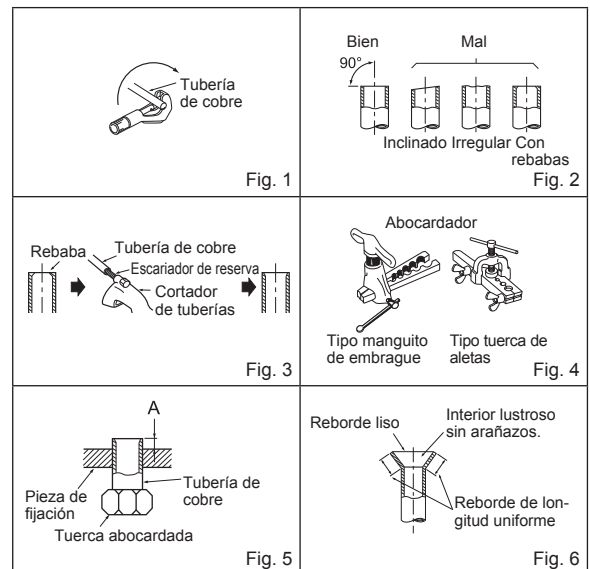 Tubería
de cobre
Fig. 1
Bien
Mal
90°
Inclinado Irregular Con
rebabas
Fig. 2
Rebaba
Tubería de cobre
Escariador de reserva
Cortador
de tuberías
Fig. 3
Abocardador
Tipo manguito
de embrague
Tipo tuerca de
aletas
Fig. 4
A
Tubería de
cobre
Pieza de
fijación
Tuerca abocardada
Fig. 5
Reborde liso
Interior lustroso
sin arañazos.
Reborde de lon-
gitud uniforme
Fig. 6